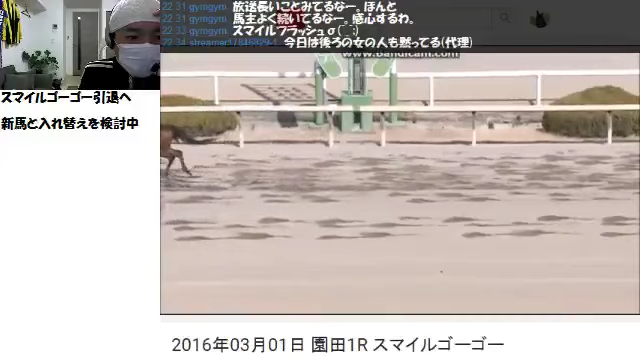 22 31 gymgym 放送長いことみてるなー。ほんと
22 31 gymgym 馬主よく続いてるなー。感心するわ。
22 33 gymgym スマイルフラッシュσ(^_^;)
22 34 streamer17846929-1 今日は後ろの女の人も黙ってる(代理)
www.Bandicam.com
スマイルゴーゴー引退へ
新馬と入れ替えを検討中
2016年03月01日 園田1R スマイルゴーゴー